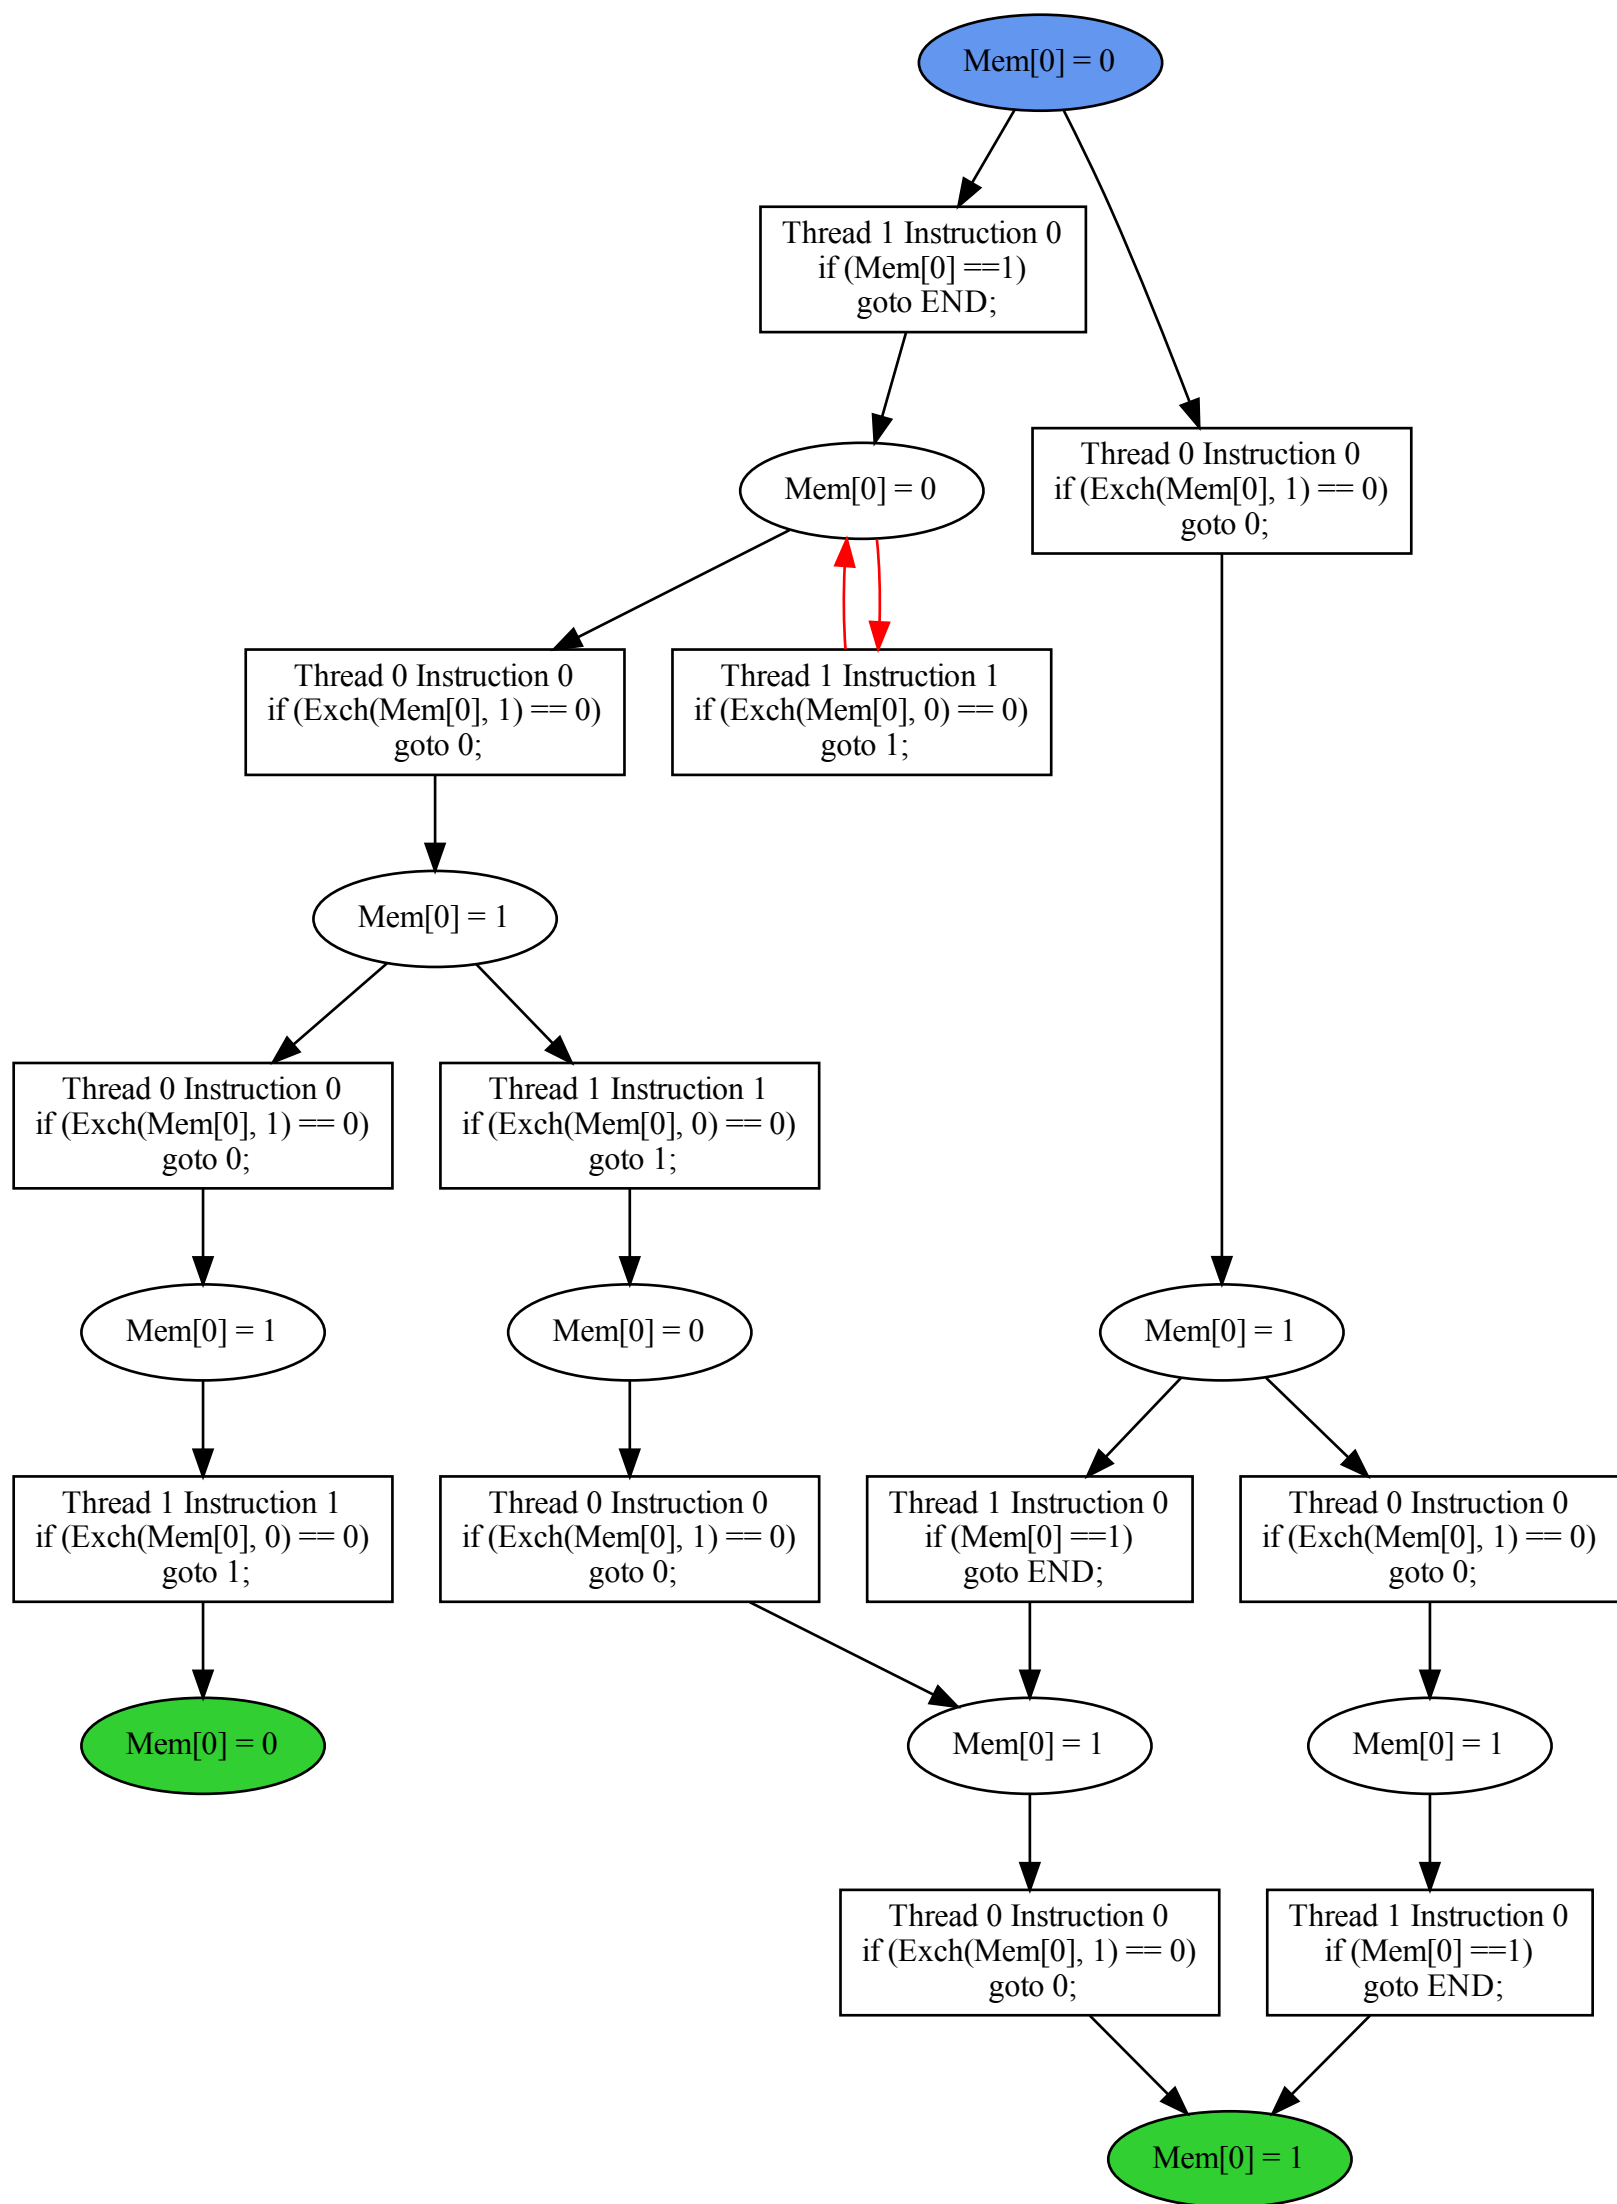 Mem[0] = 0
Thread 1 Instruction 0
if (Mem[0] ==1)
goto END;
Thread 0 Instruction 0
if (Exch(Mem[0], 1) == 0)
goto 0;
Mem[0] = 0
Thread 0 Instruction 0
if (Exch(Mem[0], 1) == 0)
goto 0;
Thread 1 Instruction 1
if (Exch(Mem[0], 0) == 0)
goto 1;
Mem[0] = 1
Thread 0 Instruction 0
if (Exch(Mem[0], 1) == 0)
goto 0;
Thread 1 Instruction 1
if (Exch(Mem[0], 0) == 0)
goto 1;
Mem[0] = 1
Mem[0] = 0
Mem[0] = 1
Thread 1 Instruction 1
if (Exch(Mem[0], 0) == 0)
goto 1;
Thread 0 Instruction 0
if (Exch(Mem[0], 1) == 0)
goto 0;
Thread 1 Instruction 0
if (Mem[0] ==1)
goto END;
Thread 0 Instruction 0
if (Exch(Mem[0], 1) == 0)
goto 0;
Mem[0] = 0
Mem[0] = 1
Mem[0] = 1
Thread 0 Instruction 0
if (Exch(Mem[0], 1) == 0)
goto 0;
Thread 1 Instruction 0
if (Mem[0] ==1)
goto END;
Mem[0] = 1